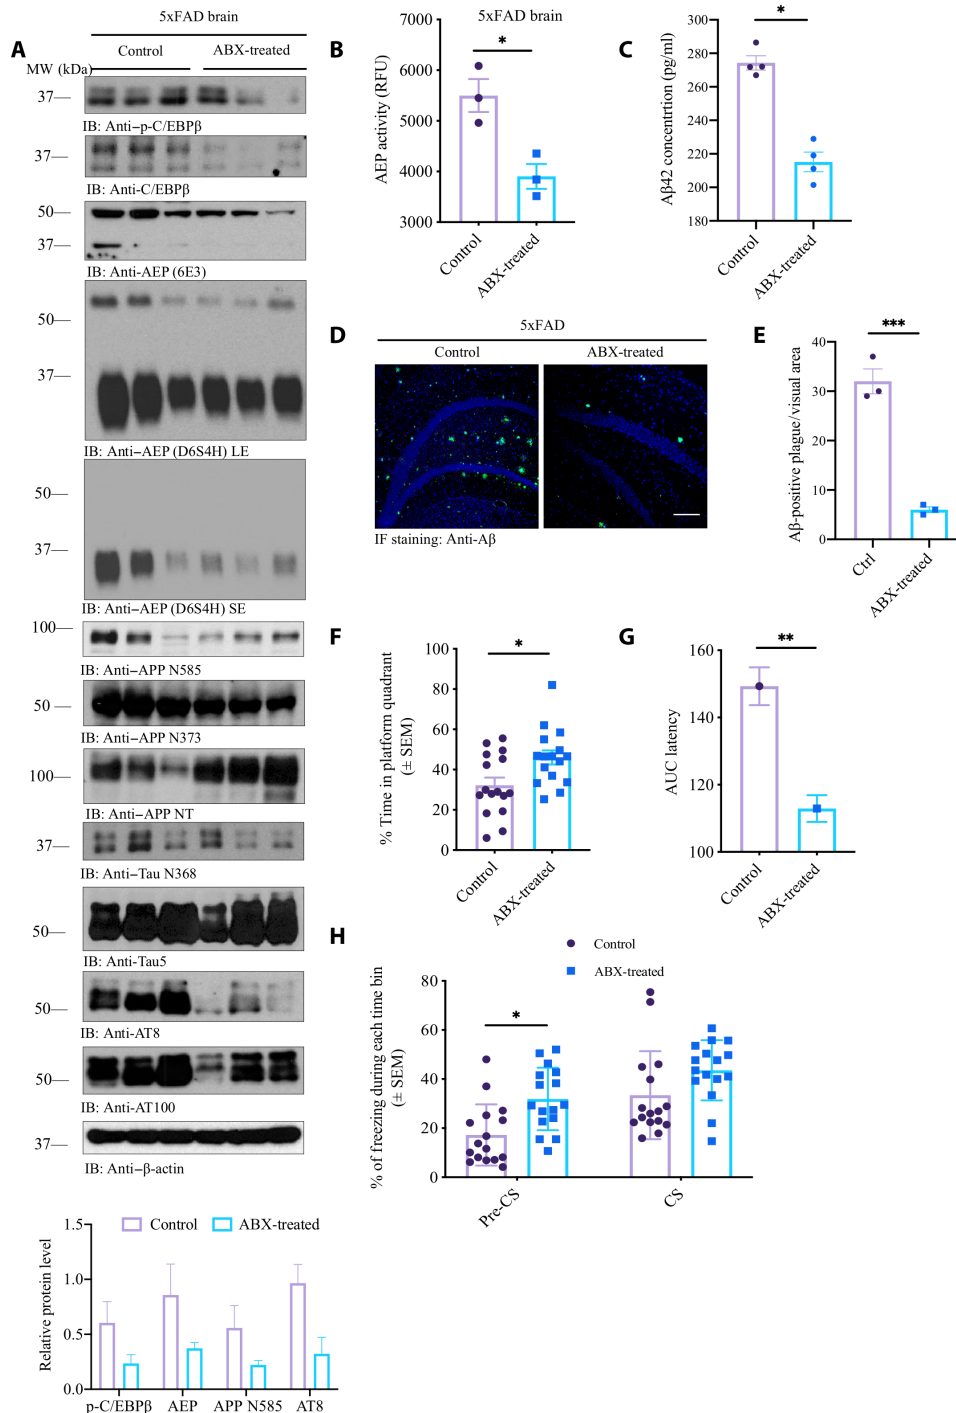 A
5xFAD brain
Control
ABX-treated
MW (kDa)
37
IB: Anti–p-C/EBPβ
37
IB: Anti-C/EBPβ
50
37
IB: Anti-AEP (6E3)
50
37
IB: Anti–AEP (D6S4H) LE
50
37
IB: Anti–AEP (D6S4H) SE
100
IB: Anti–APP N585
50
IB: Anti–APP N373
100
IB: Anti–APP NT
37
IB: Anti–Tau N368
50
IB: Anti-Tau5
50
IB: Anti-AT8
50
IB: Anti-AT100
37
IB: Anti–β-actin
Relative protein level
1.5
1.0
0.5
0.0
Control
ABX-treated
p-C/EBPβ
AEP
APP N585
AT8
B
5xFAD brain
AEP activity (RFU)
7000
6000
5000
4000
3000
*
Control
ABX-treated
C
Aβ42 concentrtion (pg/ml)
300
280
260
240
220
200
180
*
Control
ABX-treated
D
5xFAD
Control
ABX-treated
IF staining: Anti-Aβ
E
Aβ-positive plague/visual area
40
30
20
10
0
***
Ctrl
ABX-treated
F
% Time in platform quadrant
(± SEM)
100
80
60
40
20
0
*
Control
ABX-treated
G
AUC latency
160
140
120
100
**
Control
ABX-treated
H
Control
ABX-treated
% of freezing during each time bin
(± SEM)
80
60
40
20
0
*
Pre-CS
CS